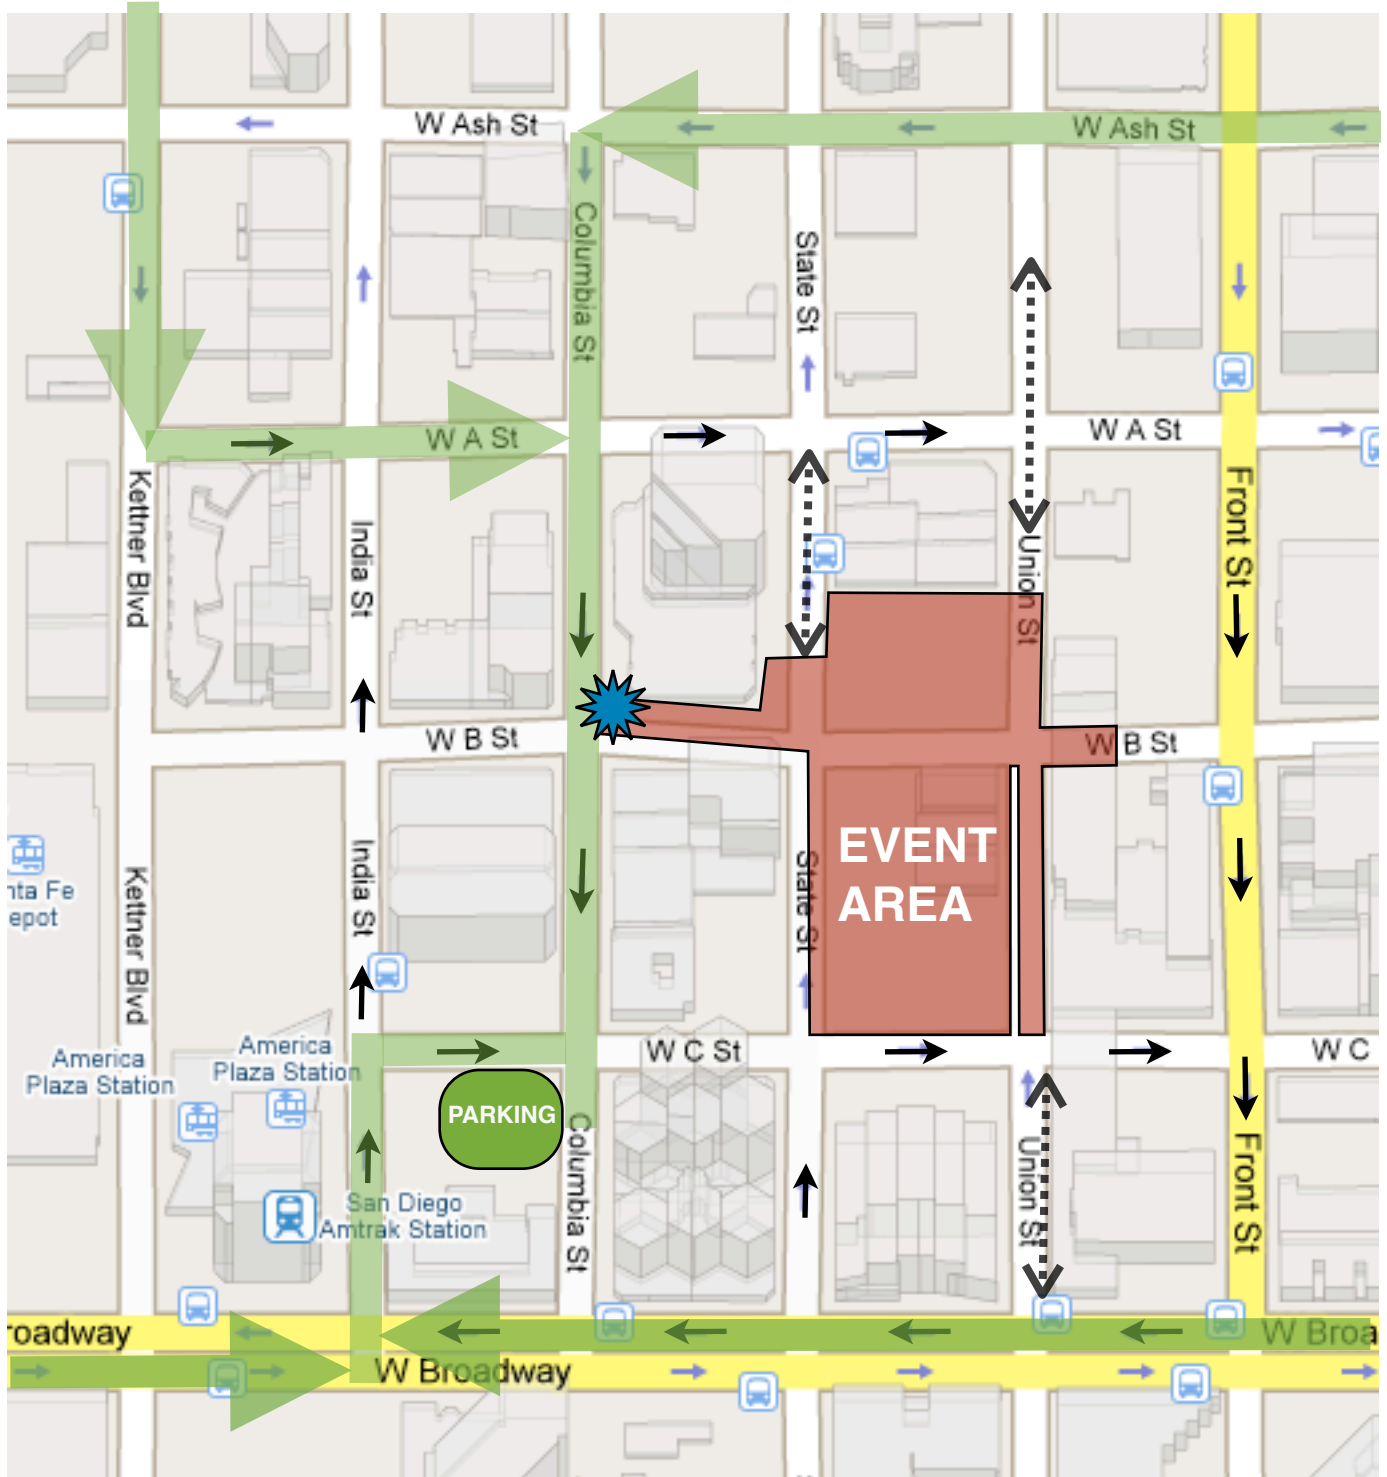 W Ash St
W Ash St
Columbia St
State St
W A St
W A St
Kettner Blvd
India St
Union St
Front St
W B St
W B St
EVENT
AREA
State St
India St
Kettner Blvd
nta Fe
epot
W C St
W C
America
Plaza Station
America
Plaza Station
PARKING
Columbia St
Union St
Front St
San Diego
Amtrak Station
roadway
W Broa
W Broadway